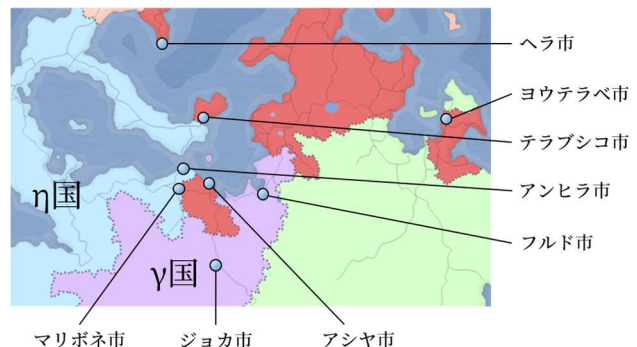 ヘラ市
ヨウテラベ市
テラブシコ市
アンヒラ市
η国
フルド市
γ国
マリボネ市
ジョカ市
アシヤ市